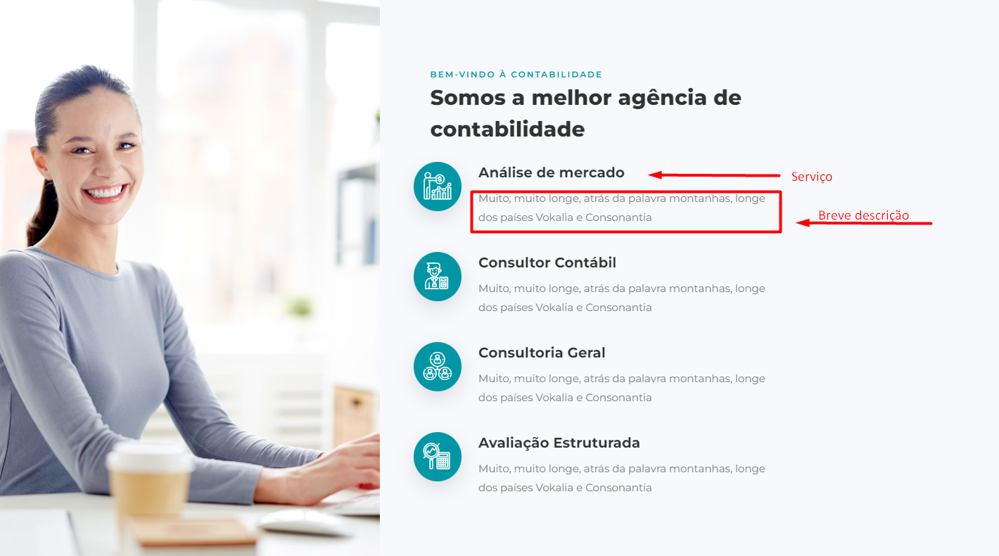 BEM-VINDO À CONTABILIDADE
Somos a melhor agência de
contabilidade
Análise de mercado
Serviço
Muito, muito longe, atrás da palavra montanhas, longe
dos países Vokalia e Consonantia
Breve descrição
Consultor Contábil
Muito, muito longe, atrás da palavra montanhas, longe
dos países Vokalia e Consonantia
Consultoria Geral
Muito, muito longe, atrás da palavra montanhas, longe
dos países Vokalia e Consonantia
Avaliação Estruturada
Muito, muito longe, atrás da palavra montanhas, longe
dos países Vokalia e Consonantia